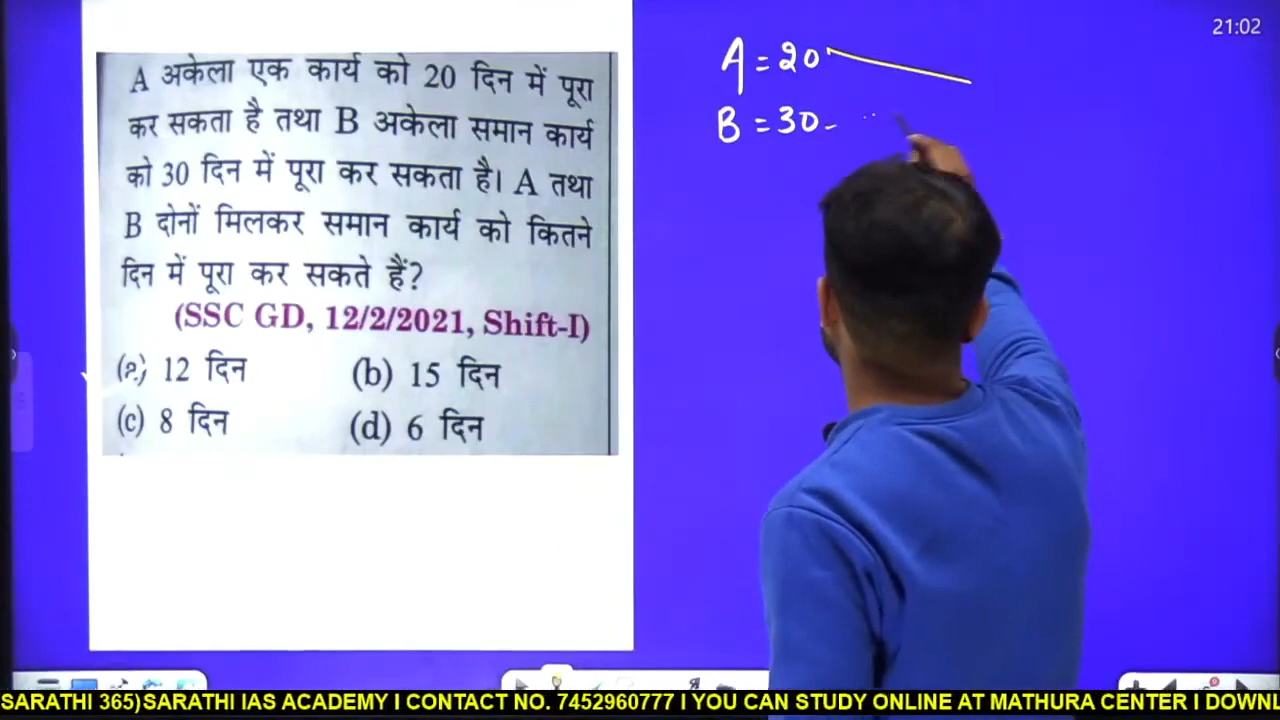 21:02
A अकेला एक कार्य को 20 दिन में पूरा
कर सकता है तथा B अकेला समान कार्य
को 30 दिन में पूरा कर सकता है। A तथा
B दोनों मिलकर समान कार्य को कितने
दिन में पूरा कर सकते हैं?
(SSC GD, 12/2/2021, Shift-I)
(a) 12 दिन (b) 15 दिन
(c) 8 दिन (d) 6 दिन
A = 20
B = 30
SARATHI 365)SARATHI IAS ACADEMY I CONTACT NO. 7452960777 I YOU CAN STUDY ONLINE AT MATHURA CENTER I DOWNL